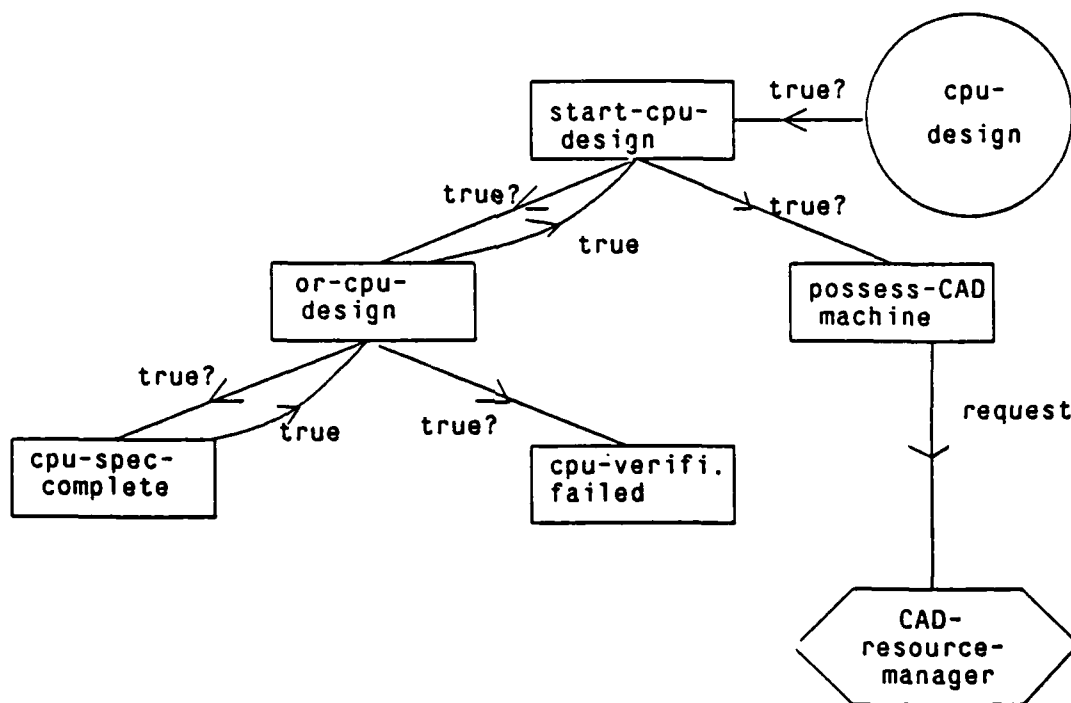 true?
cpu-
design
start-cpu-
design
true?
true
true?
or-cpu-
design
possess-CAD
machine
true?
true
true?
request
cpu-spec-
complete
cpu-verifi.
failed
CAD-
resource-
manager